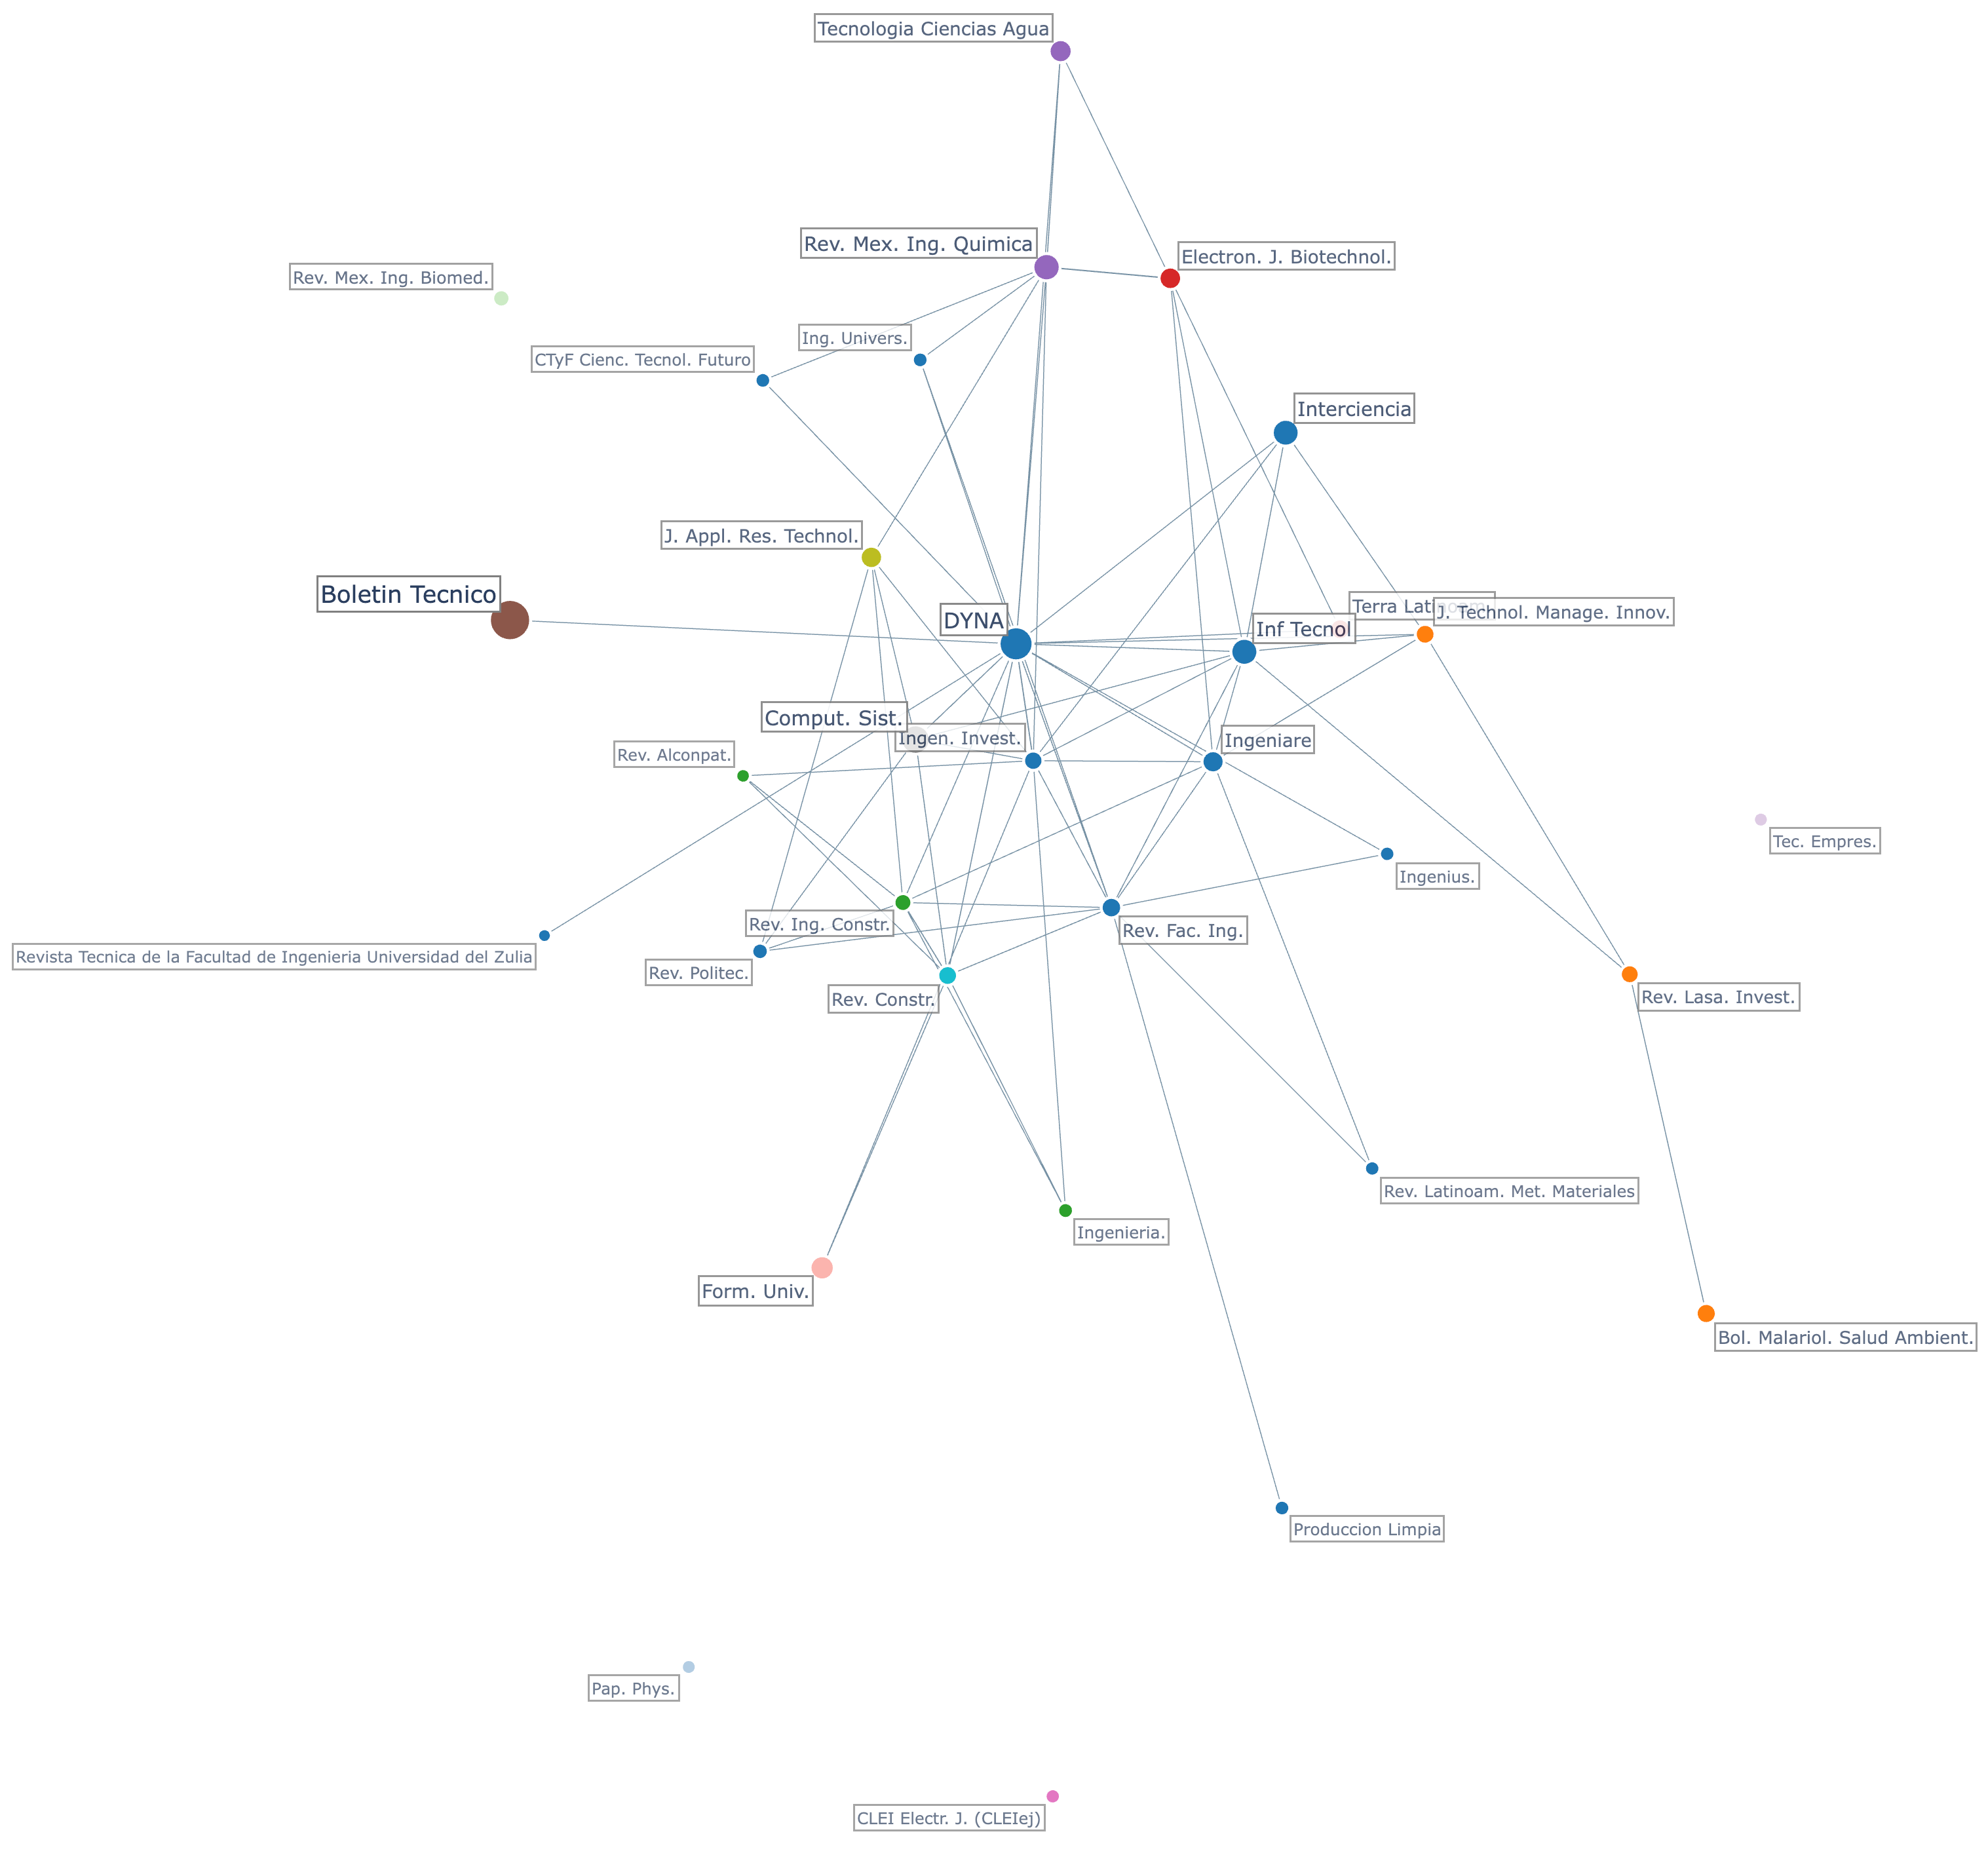 Tecnologia Ciencias Agua
Rev. Mex. Ing. Quimica
Electron. J. Biotechnol.
Rev. Mex. Ing. Biomed.
Ing. Univers.
CTyF Cienc. Tecnol. Futuro
Interciencia
J. Appl. Res. Technol.
Boletin Tecnico
Terra Latinoam.
J. Technol. Manage. Innov.
DYNA
Inf Tecnol
Comput. Sist.
Ingen. Invest.
Ingeniare
Rev. Alconpat.
Tec. Empres.
Ingenius.
Rev. Ing. Constr.
Rev. Fac. Ing.
Revista Tecnica de la Facultad de Ingenieria Universidad del Zulia
Rev. Politec.
Rev. Constr.
Rev. Lasa. Invest.
Rev. Latinoam. Met. Materiales
Ingenieria.
Form. Univ.
Bol. Malariol. Salud Ambient.
Produccion Limpia
Pap. Phys.
CLEI Electr. J. (CLEIej)